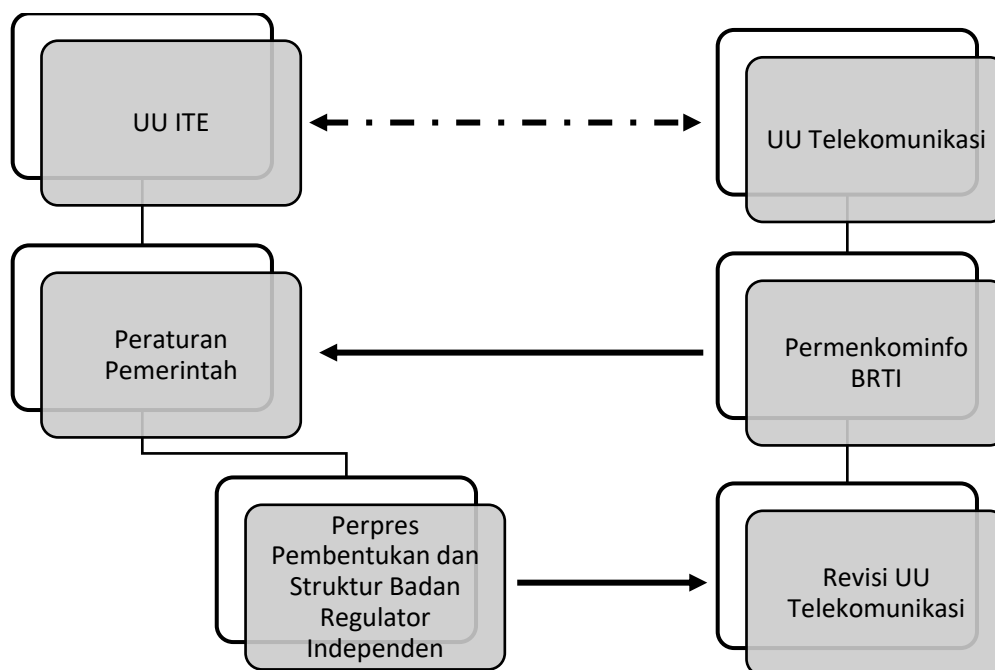 UU ITE
UU Telekomunikasi
Peraturan
Pemerintah
Permenkominfo
BRTI
Perpres
Pembentukan dan
Struktur Badan
Regulator
Independen
Revisi UU
Telekomunikasi